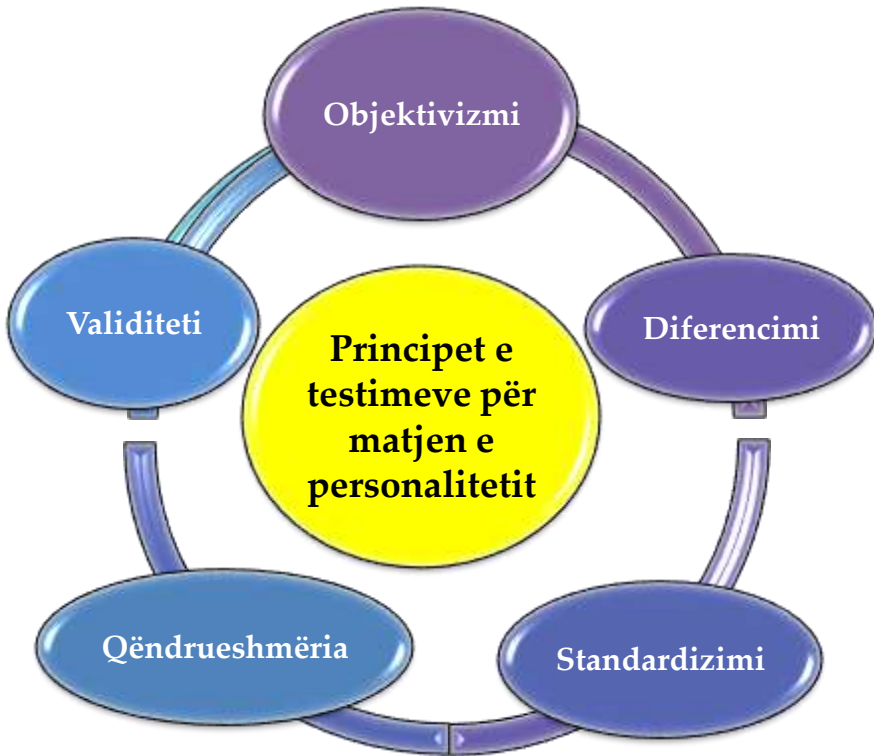 Objektivizmi
Validiteti
Diferencimi
Principet e
testimeve për
matjen e
personalitetit
Qëndrueshmëria
Standardizimi